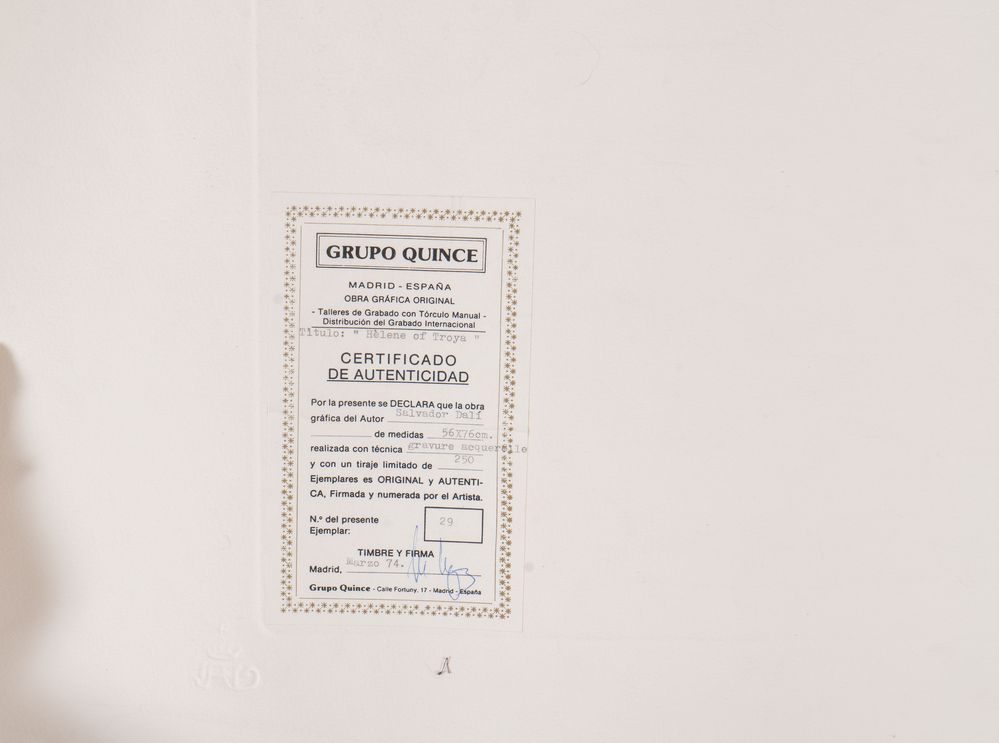 GRUPO QUINCE
MADRID - ESPAÑA
OBRA GRÁFICA ORIGINAL
- Talleres de Grabado con Tórculo Manual -
Distribución del Grabado Internacional
Titulo: " Hèlene of Troya "
CERTIFICADO
DE AUTENTICIDAD
Por la presente se DECLARA que la obra
gráfica del Autor Salvador Dalí
de medidas 56X76cm.
realizada con técnica gravure acquerelle
y con un tiraje limitado de 250
Ejemplares es ORIGINAL y AUTENTI-
CA, Firmada y numerada por el Artista.
N.º del presente
Ejemplar: 29
TIMBRE Y FIRMA
Madrid, Marzo 74.
Grupo Quince - Calle Fortuny, 17 - Madrid - España